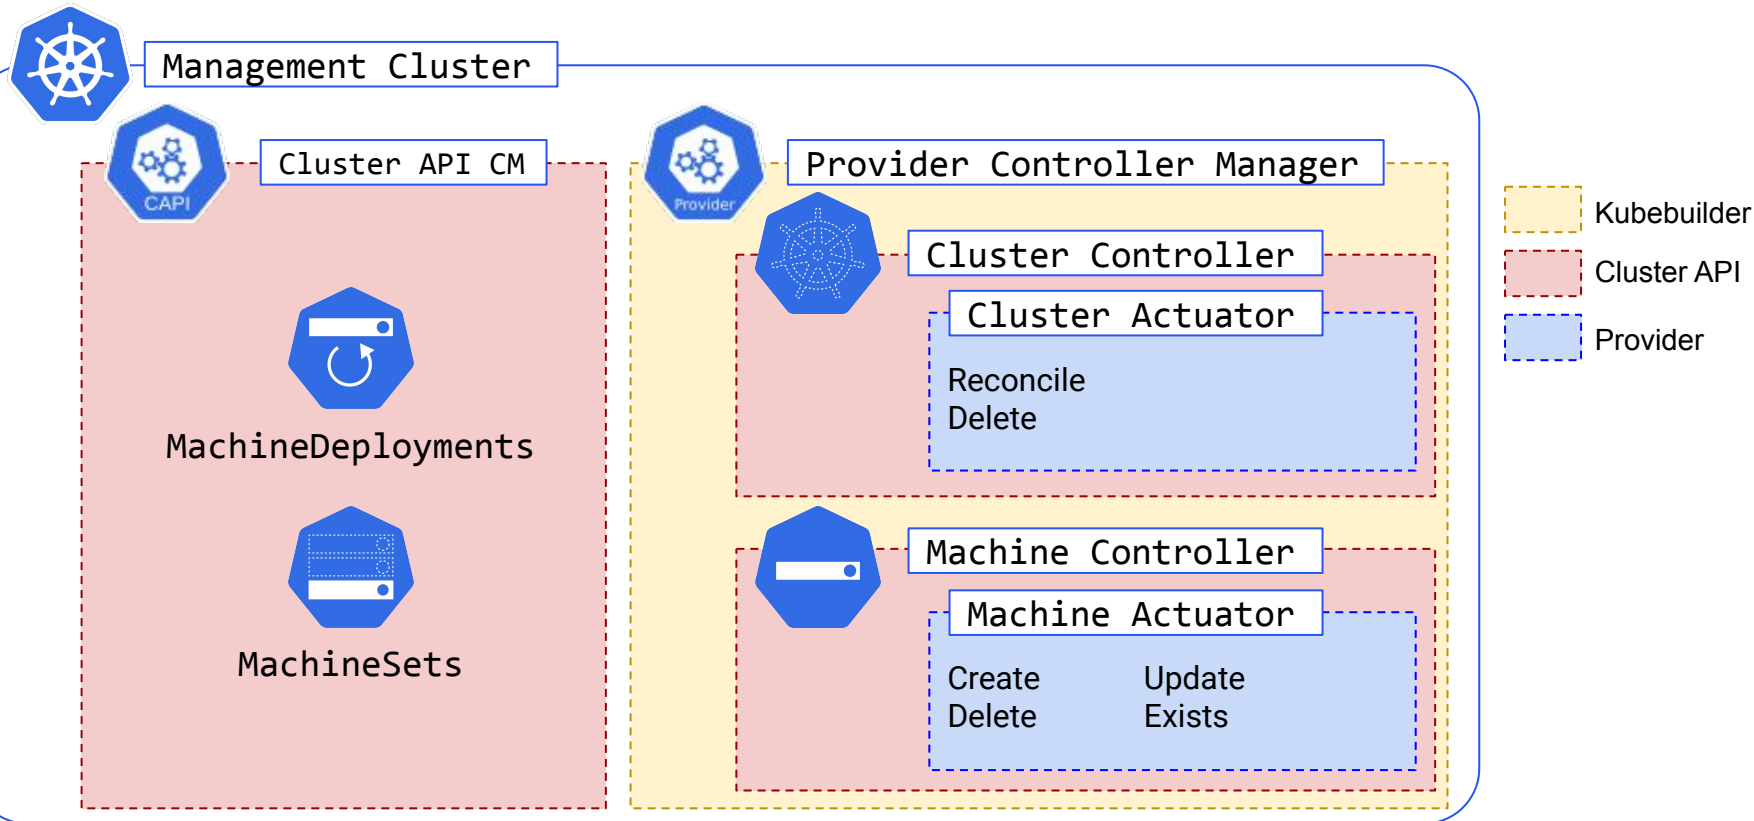 Management Cluster
CAPI
Cluster API CM
MachineDeployments
MachineSets
Provider
Provider Controller Manager
Cluster Controller
Cluster Actuator
Reconcile
Delete
Machine Controller
Machine Actuator
Create Update
Delete Exists
Kubebuilder
Cluster API
Provider